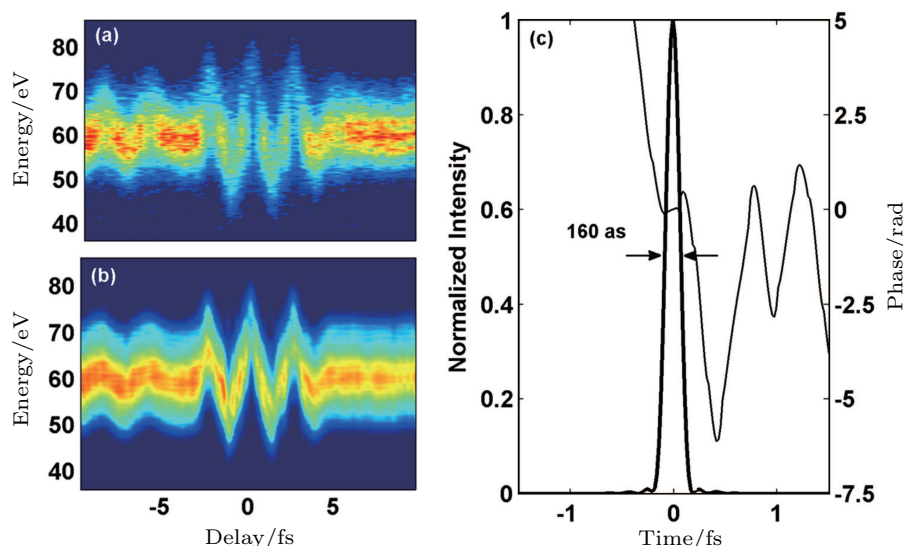 (a)
Energy/eV
80
70
60
50
40
(b)
Energy/eV
80
70
60
50
40
-5
0
5
Delay/fs
(c)
Normalized Intensity
1
0.8
0.6
0.4
0.2
0
160 as
5
2.5
0
-2.5
-5
-7.5
Phase/rad
-1
0
1
Time/fs